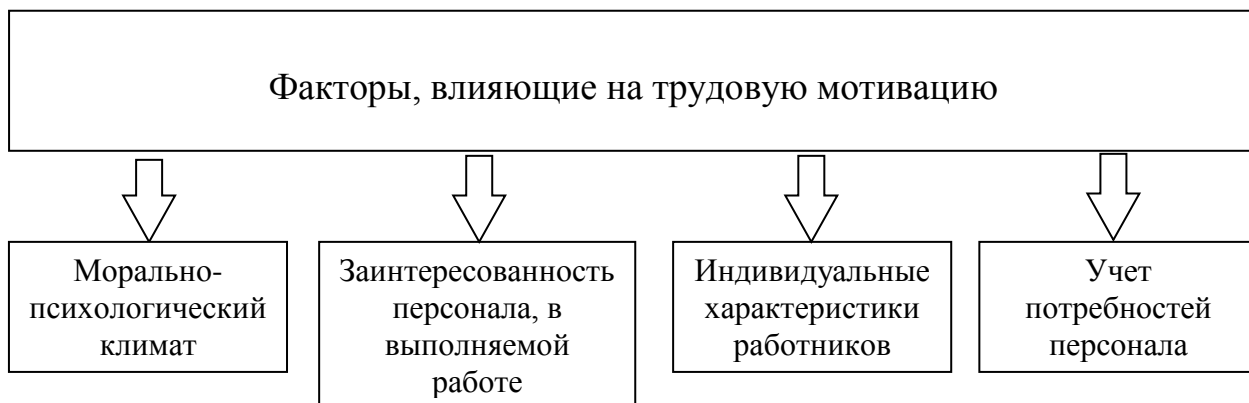 Факторы, влияющие на трудовую мотивацию
Морально-
психологический
климат
Заинтересованность
персонала, в
выполняемой
работе
Индивидуальные
характеристики
работников
Учет
потребностей
персонала